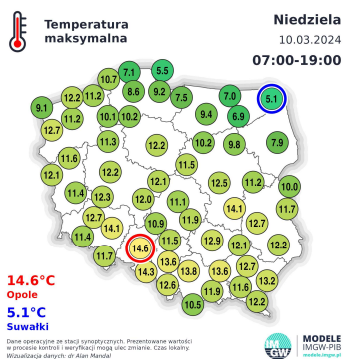 Temperatura
maksymalna
Niedziela
10.03.2024
07:00-19:00
7.1 5.5
10.7
12.2 11.2 8.6 9.2 7.5 7.0 5.1
9.1
12.7 12.2 10.1 10.2 9.4 6.9
11.3 12.2 10.2 9.8 7.9
11.6 11.5
12.1 12.2 12.1 12.5 11.2 10.0
11.4 12.3 12.0 11.1
12.7 10.9 11.9 14.1 11.7
11.4 14.1 11.5 12.9 12.1 12.7 12.2
11.7 14.6 13.6
14.3 13.8 13.6 12.7
12.6 11.9 11.6 13.2
10.5 12.2
14.6°C
Opole
5.1°C
Suwałki
Dane operacyjne ze stacji synoptycznych. Prezentowane wartości
w procesie kontroli i weryfikacji mogą ulec zmianie. Czas lokalny.
Wizualizacja danych: dr Alan Mandal
IMGW
MODELE
IMGW-PIB